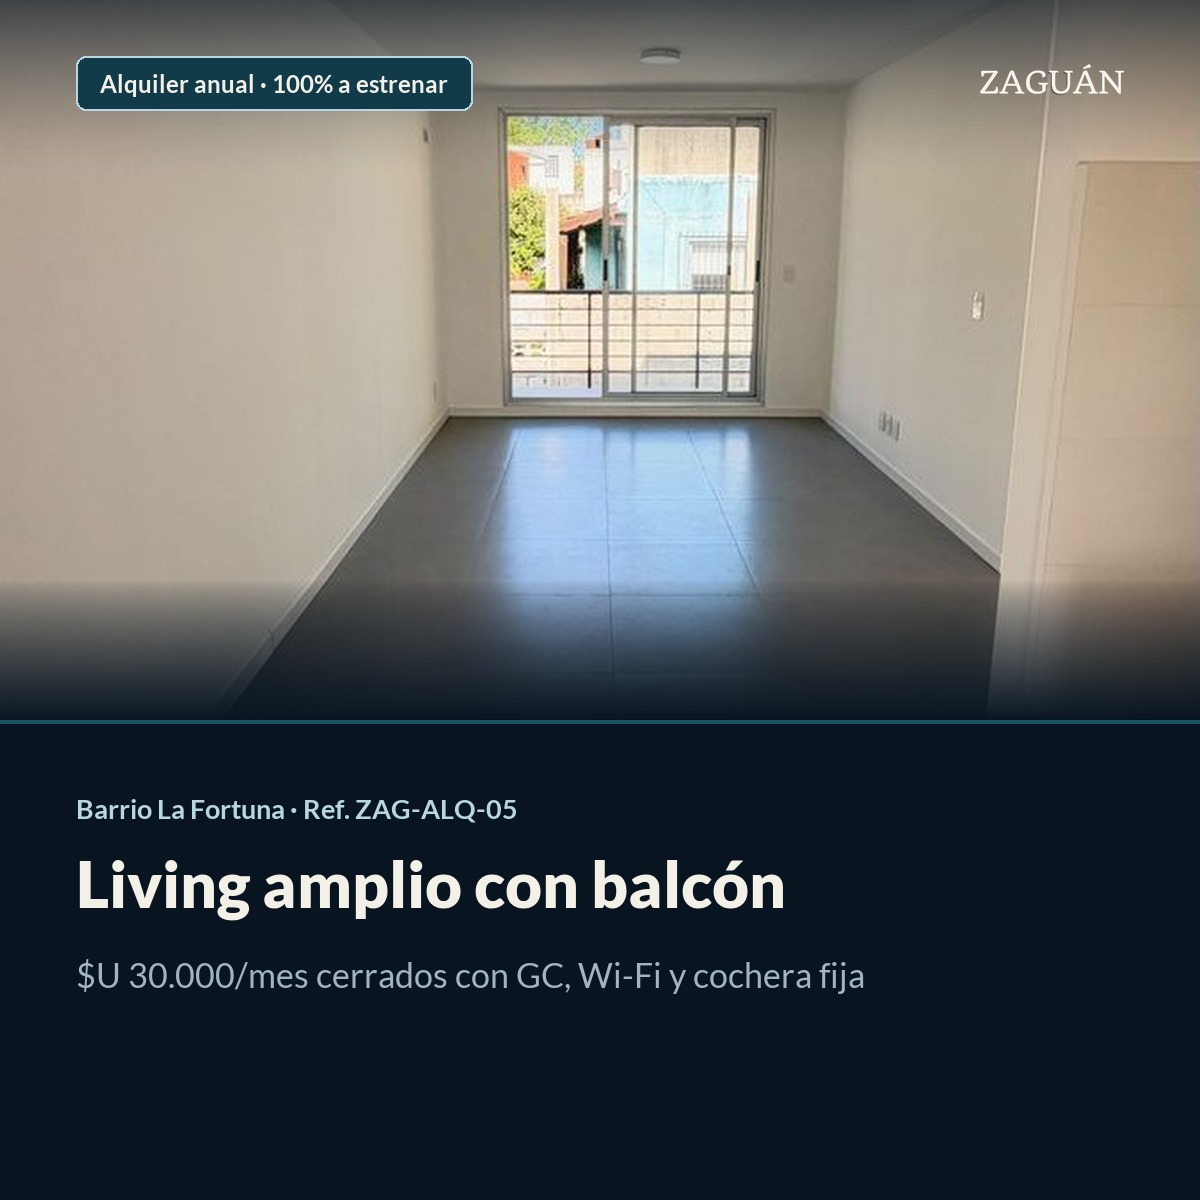 Alquiler anual · 100% a estrenar
ZAGUÁN
Barrio La Fortuna · Ref. ZAG-ALQ-05
Living amplio con balcón
$U 30.000/mes cerrados con GC, Wi-Fi y cochera fija